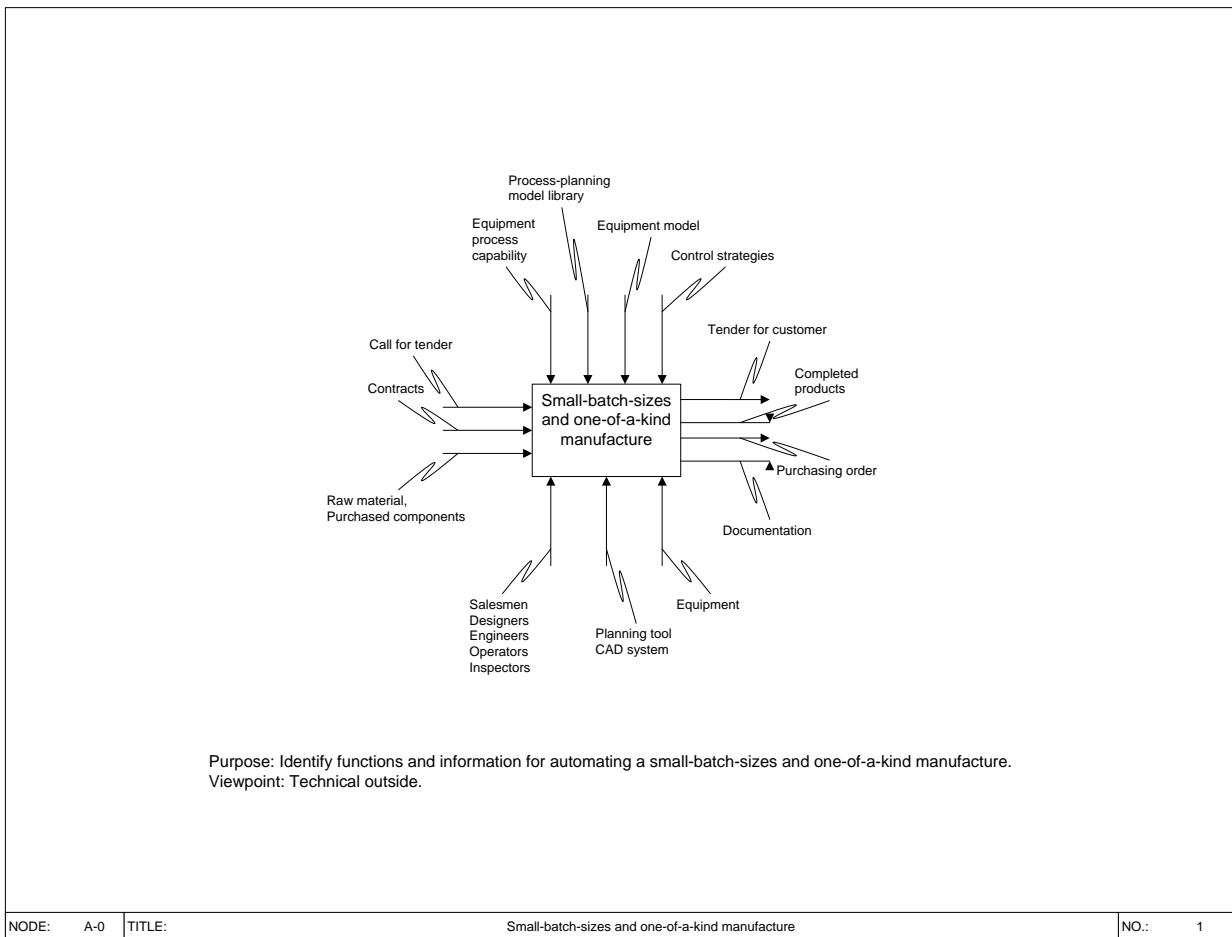 Process-planning
model library
Equipment
process
capability
Equipment model
Control strategies
Call for tender
Contracts
Raw material,
Purchased components
Small-batch-sizes
and one-of-a-kind
manufacture
Tender for customer
Completed
products
Purchasing order
Documentation
Salesmen
Designers
Engineers
Operators
Inspectors
Planning tool
CAD system
Equipment
Purpose: Identify functions and information for automating a small-batch-sizes and one-of-a-kind manufacture.
Viewpoint: Technical outside.
NODE: A-0 TITLE: Small-batch-sizes and one-of-a-kind manufacture NO.: 1